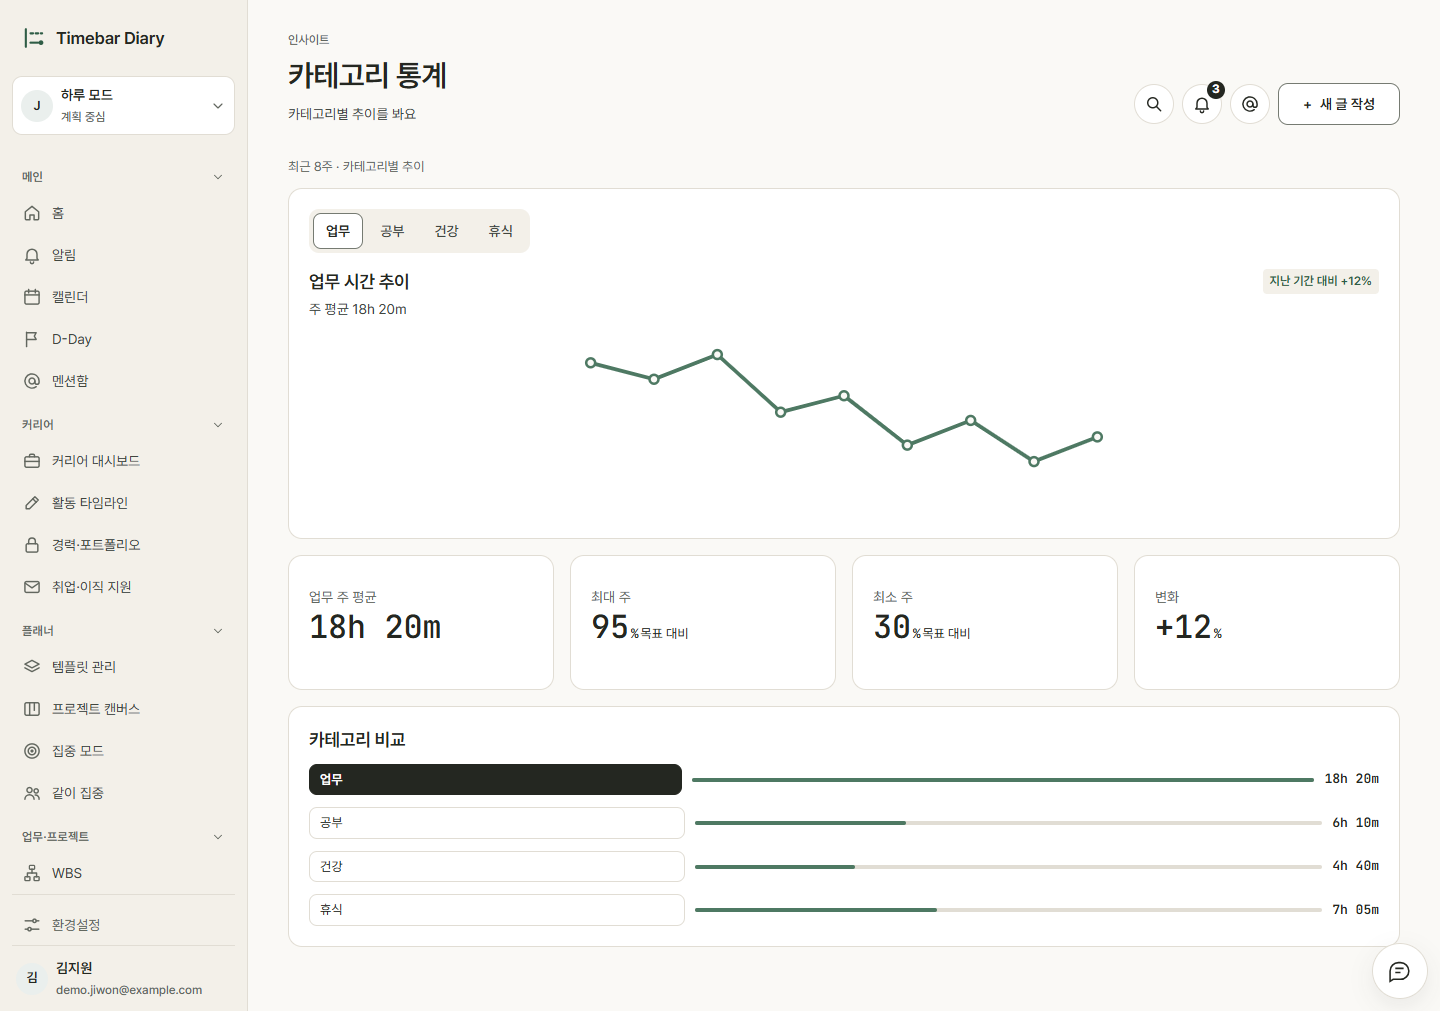 Timebar Diary
J
하루 모드
계획 중심
메인
홈
알림
캘린더
D-Day
멘션함
커리어
커리어 대시보드
활동 타임라인
경력·포트폴리오
취업·이직 지원
플래너
템플릿 관리
프로젝트 캔버스
집중 모드
같이 집중
업무·프로젝트
WBS
환경설정
김
김지원
demo.jiwon@example.com
인사이트
카테고리 통계
카테고리별 추이를 봐요
3
+ 새 글 작성
최근 8주 · 카테고리별 추이
업무 공부 건강 휴식
업무 시간 추이
지난 기간 대비 +12%
주 평균 18h 20m
업무 주 평균
18h 20m
최대 주
95%목표 대비
최소 주
30%목표 대비
변화
+12%
카테고리 비교
업무 18h 20m
공부 6h 10m
건강 4h 40m
휴식 7h 05m